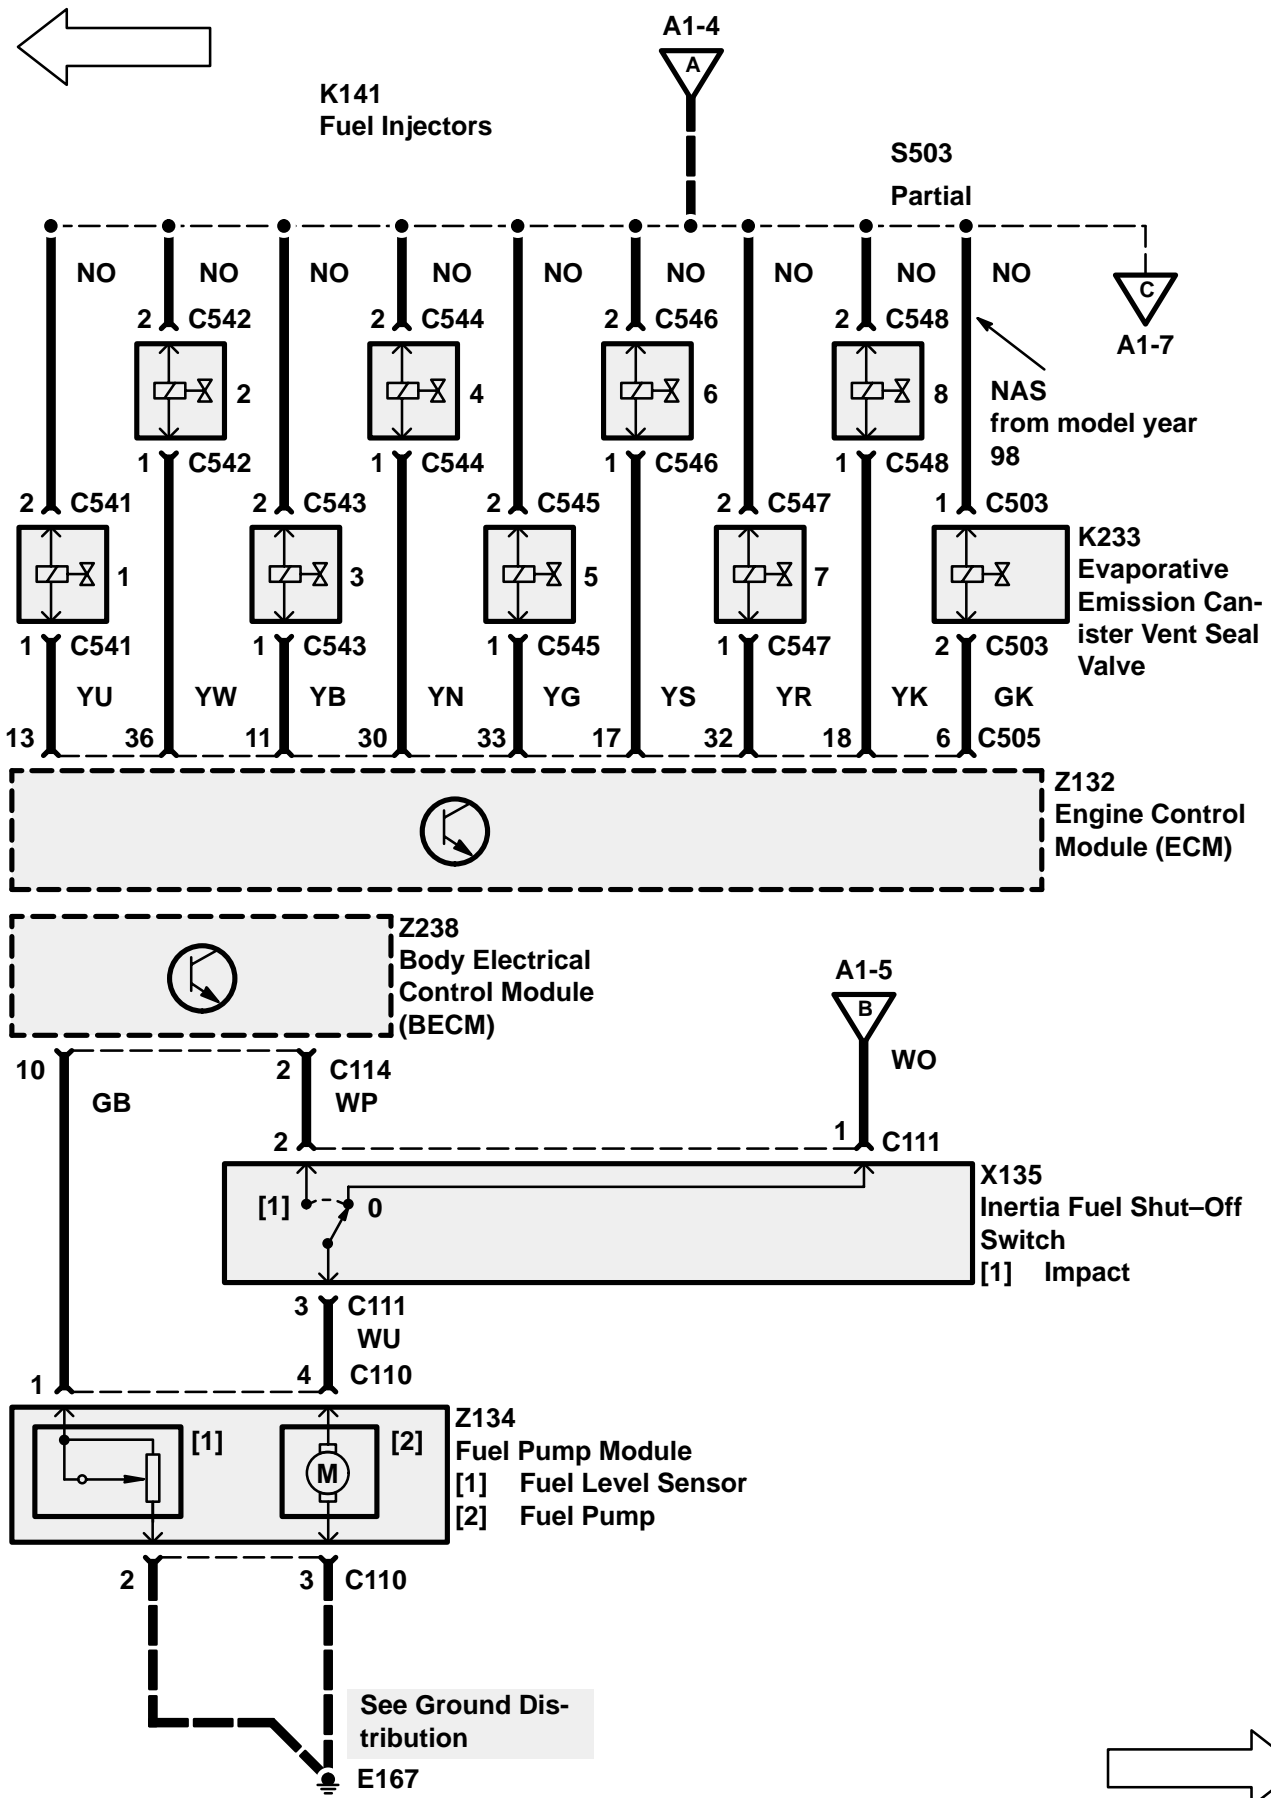 A1-4
A
K141
Fuel Injectors
S503
Partial
NO NO NO NO NO NO NO NO NO
C
A1-7
2 C542 2 C544 2 C546 2 C548
2 4 6 8
NAS
from model year
98
1 C542 1 C544 1 C546 1 C548
2 C541 2 C543 2 C545 2 C547 1 C503
1 3 5 7
K233
Evaporative
Emission Can-
ister Vent Seal
Valve
1 C541 1 C543 1 C545 1 C547 2 C503
YU YW YB YN YG YS YR YK GK
13 36 11 30 33 17 32 18 6 C505
Z132
Engine Control
Module (ECM)
Z238
Body Electrical
Control Module
(BECM)
A1-5
B
10 2 C114
GB WP WO
2 1 C111
[1] 0
X135
Inertia Fuel Shut–Off
Switch
[1] Impact
3 C111
WU
1 4 C110
[1] [2]
M
Z134
Fuel Pump Module
[1] Fuel Level Sensor
[2] Fuel Pump
2 3 C110
See Ground Dis-
tribution
E167